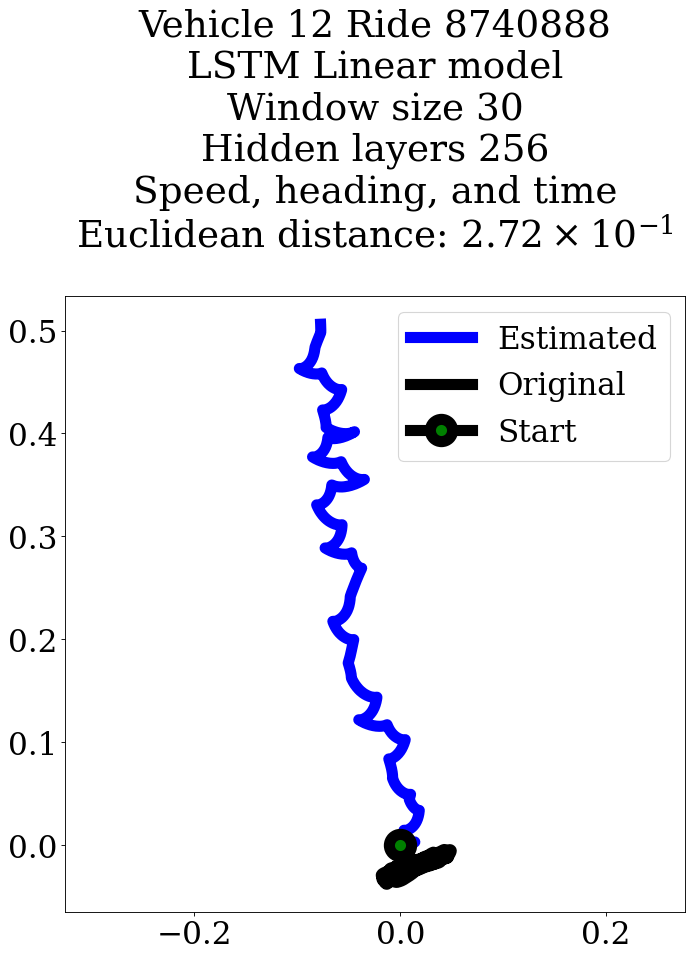 Vehicle 12 Ride 8740888
LSTM Linear model
Window size 30
Hidden layers 256
Speed, heading, and time
Euclidean distance: 2.72 × 10⁻¹
Estimated
Original
Start
0.5
0.4
0.3
0.2
0.1
0.0
−0.2 0.0 0.2